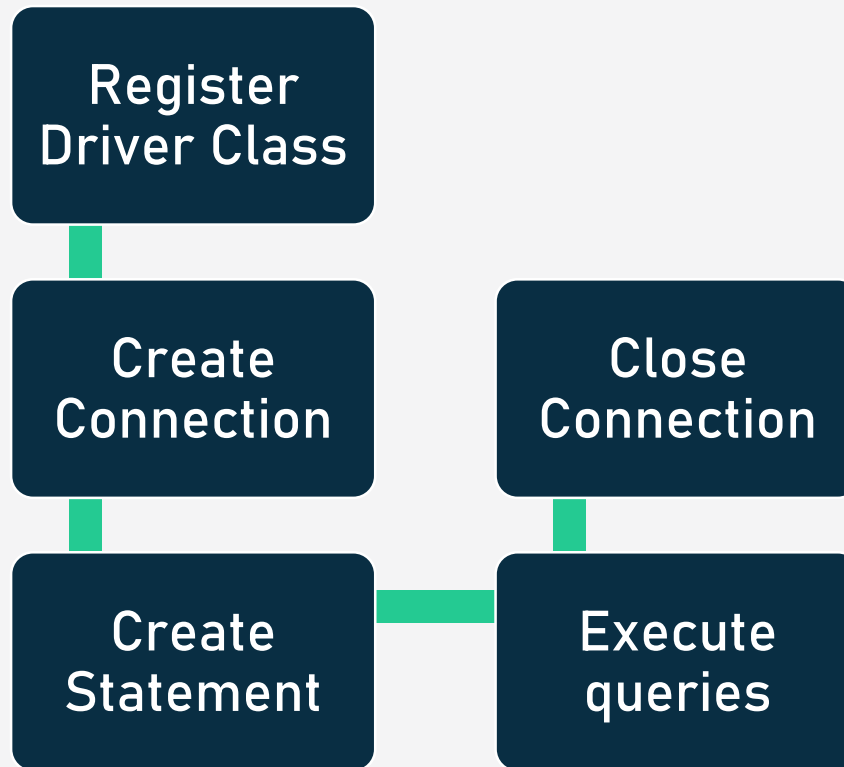 Register
Driver Class
Create
Connection
Create
Statement
Execute
queries
Close
Connection